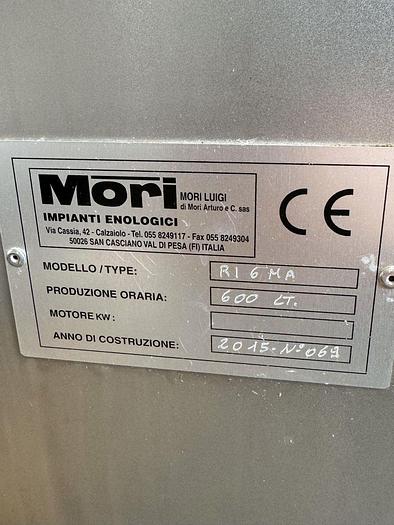 Mori MORI LUIGI
di Mori Arturo e C. sas
IMPIANTI ENOLOGICI
Via Cassia, 42 - Calzaiolo - Tel. 055 8249117 - Fax 055 8249304
50026 SAN CASCIANO VAL DI PESA (FI) ITALIA
CE
MODELLO / TYPE: RI 6 MA
PRODUZIONE ORARIA: 600 LT.
MOTORE KW :
ANNO DI COSTRUZIONE: 2015-N°069